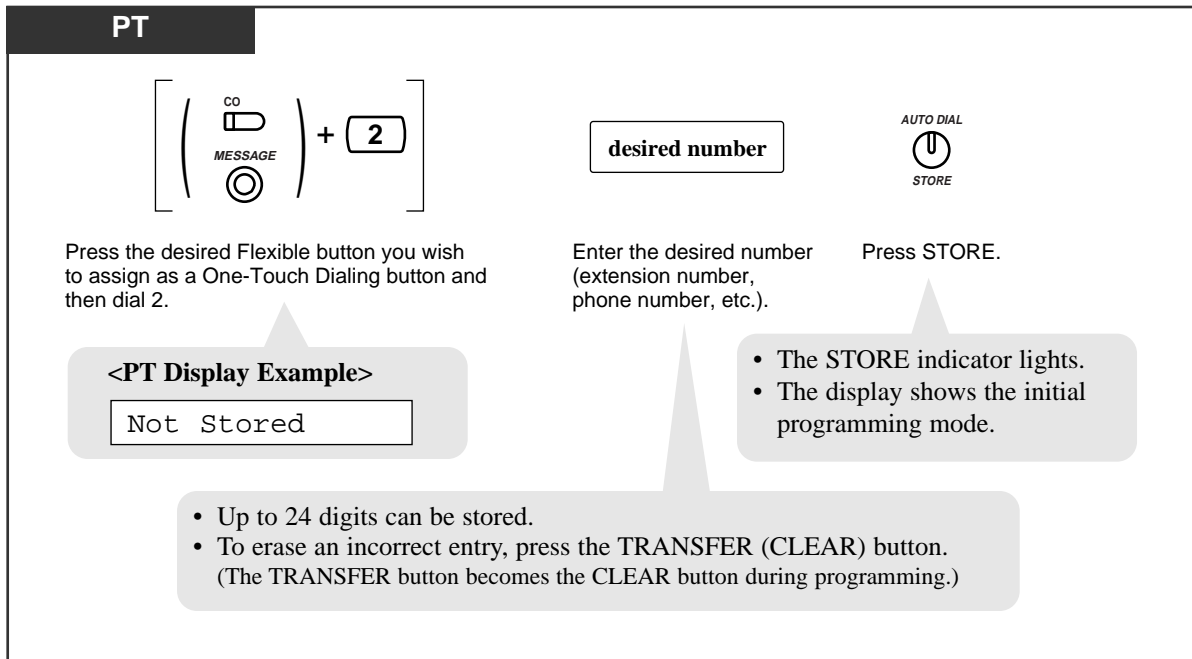 PT
CO
MESSAGE
+ 2
desired number
AUTO DIAL
STORE
Press the desired Flexible button you wish
to assign as a One-Touch Dialing button and
then dial 2.
Enter the desired number
(extension number,
phone number, etc.).
Press STORE.
<PT Display Example>
Not Stored
• The STORE indicator lights.
• The display shows the initial
programming mode.
• Up to 24 digits can be stored.
• To erase an incorrect entry, press the TRANSFER (CLEAR) button.
(The TRANSFER button becomes the CLEAR button during programming.)